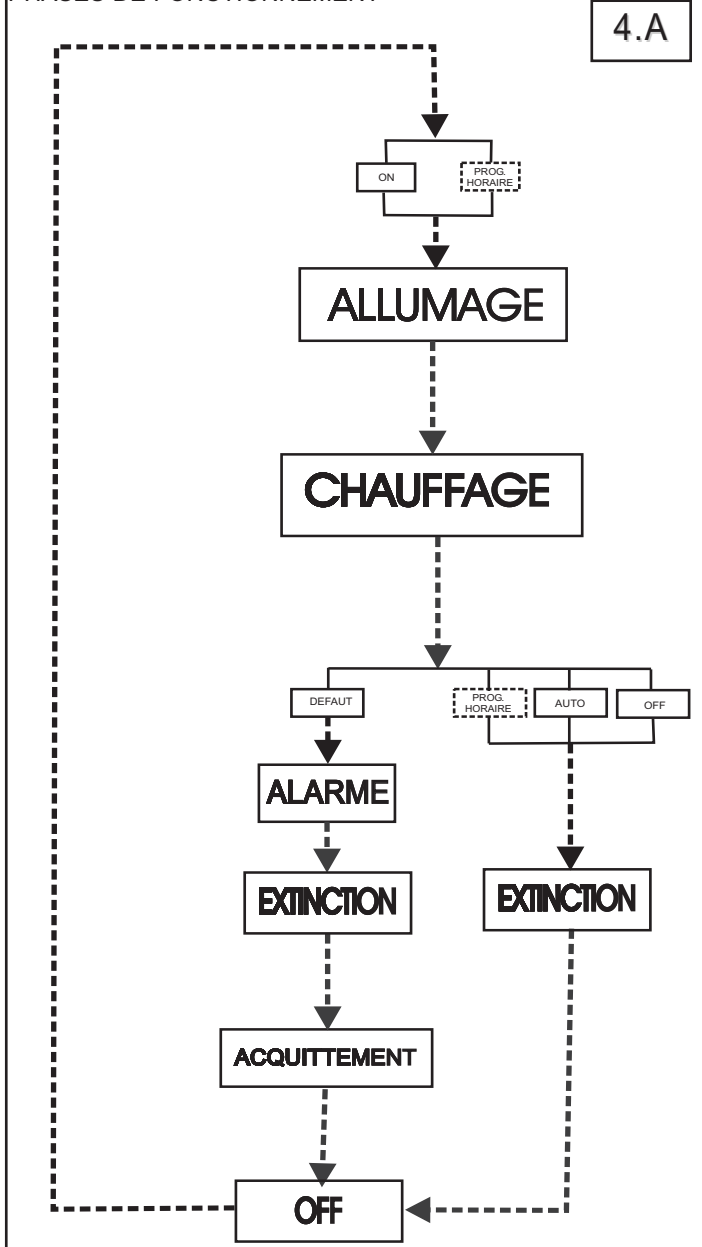 4.A
ON
PROG.
HORAIRE
ALLUMAGE
CHAUFFAGE
DEFAUT
PROG.
HORAIRE
AUTO
OFF
ALARME
EXTINCTION
EXTINCTION
ACQUITTEMENT
OFF